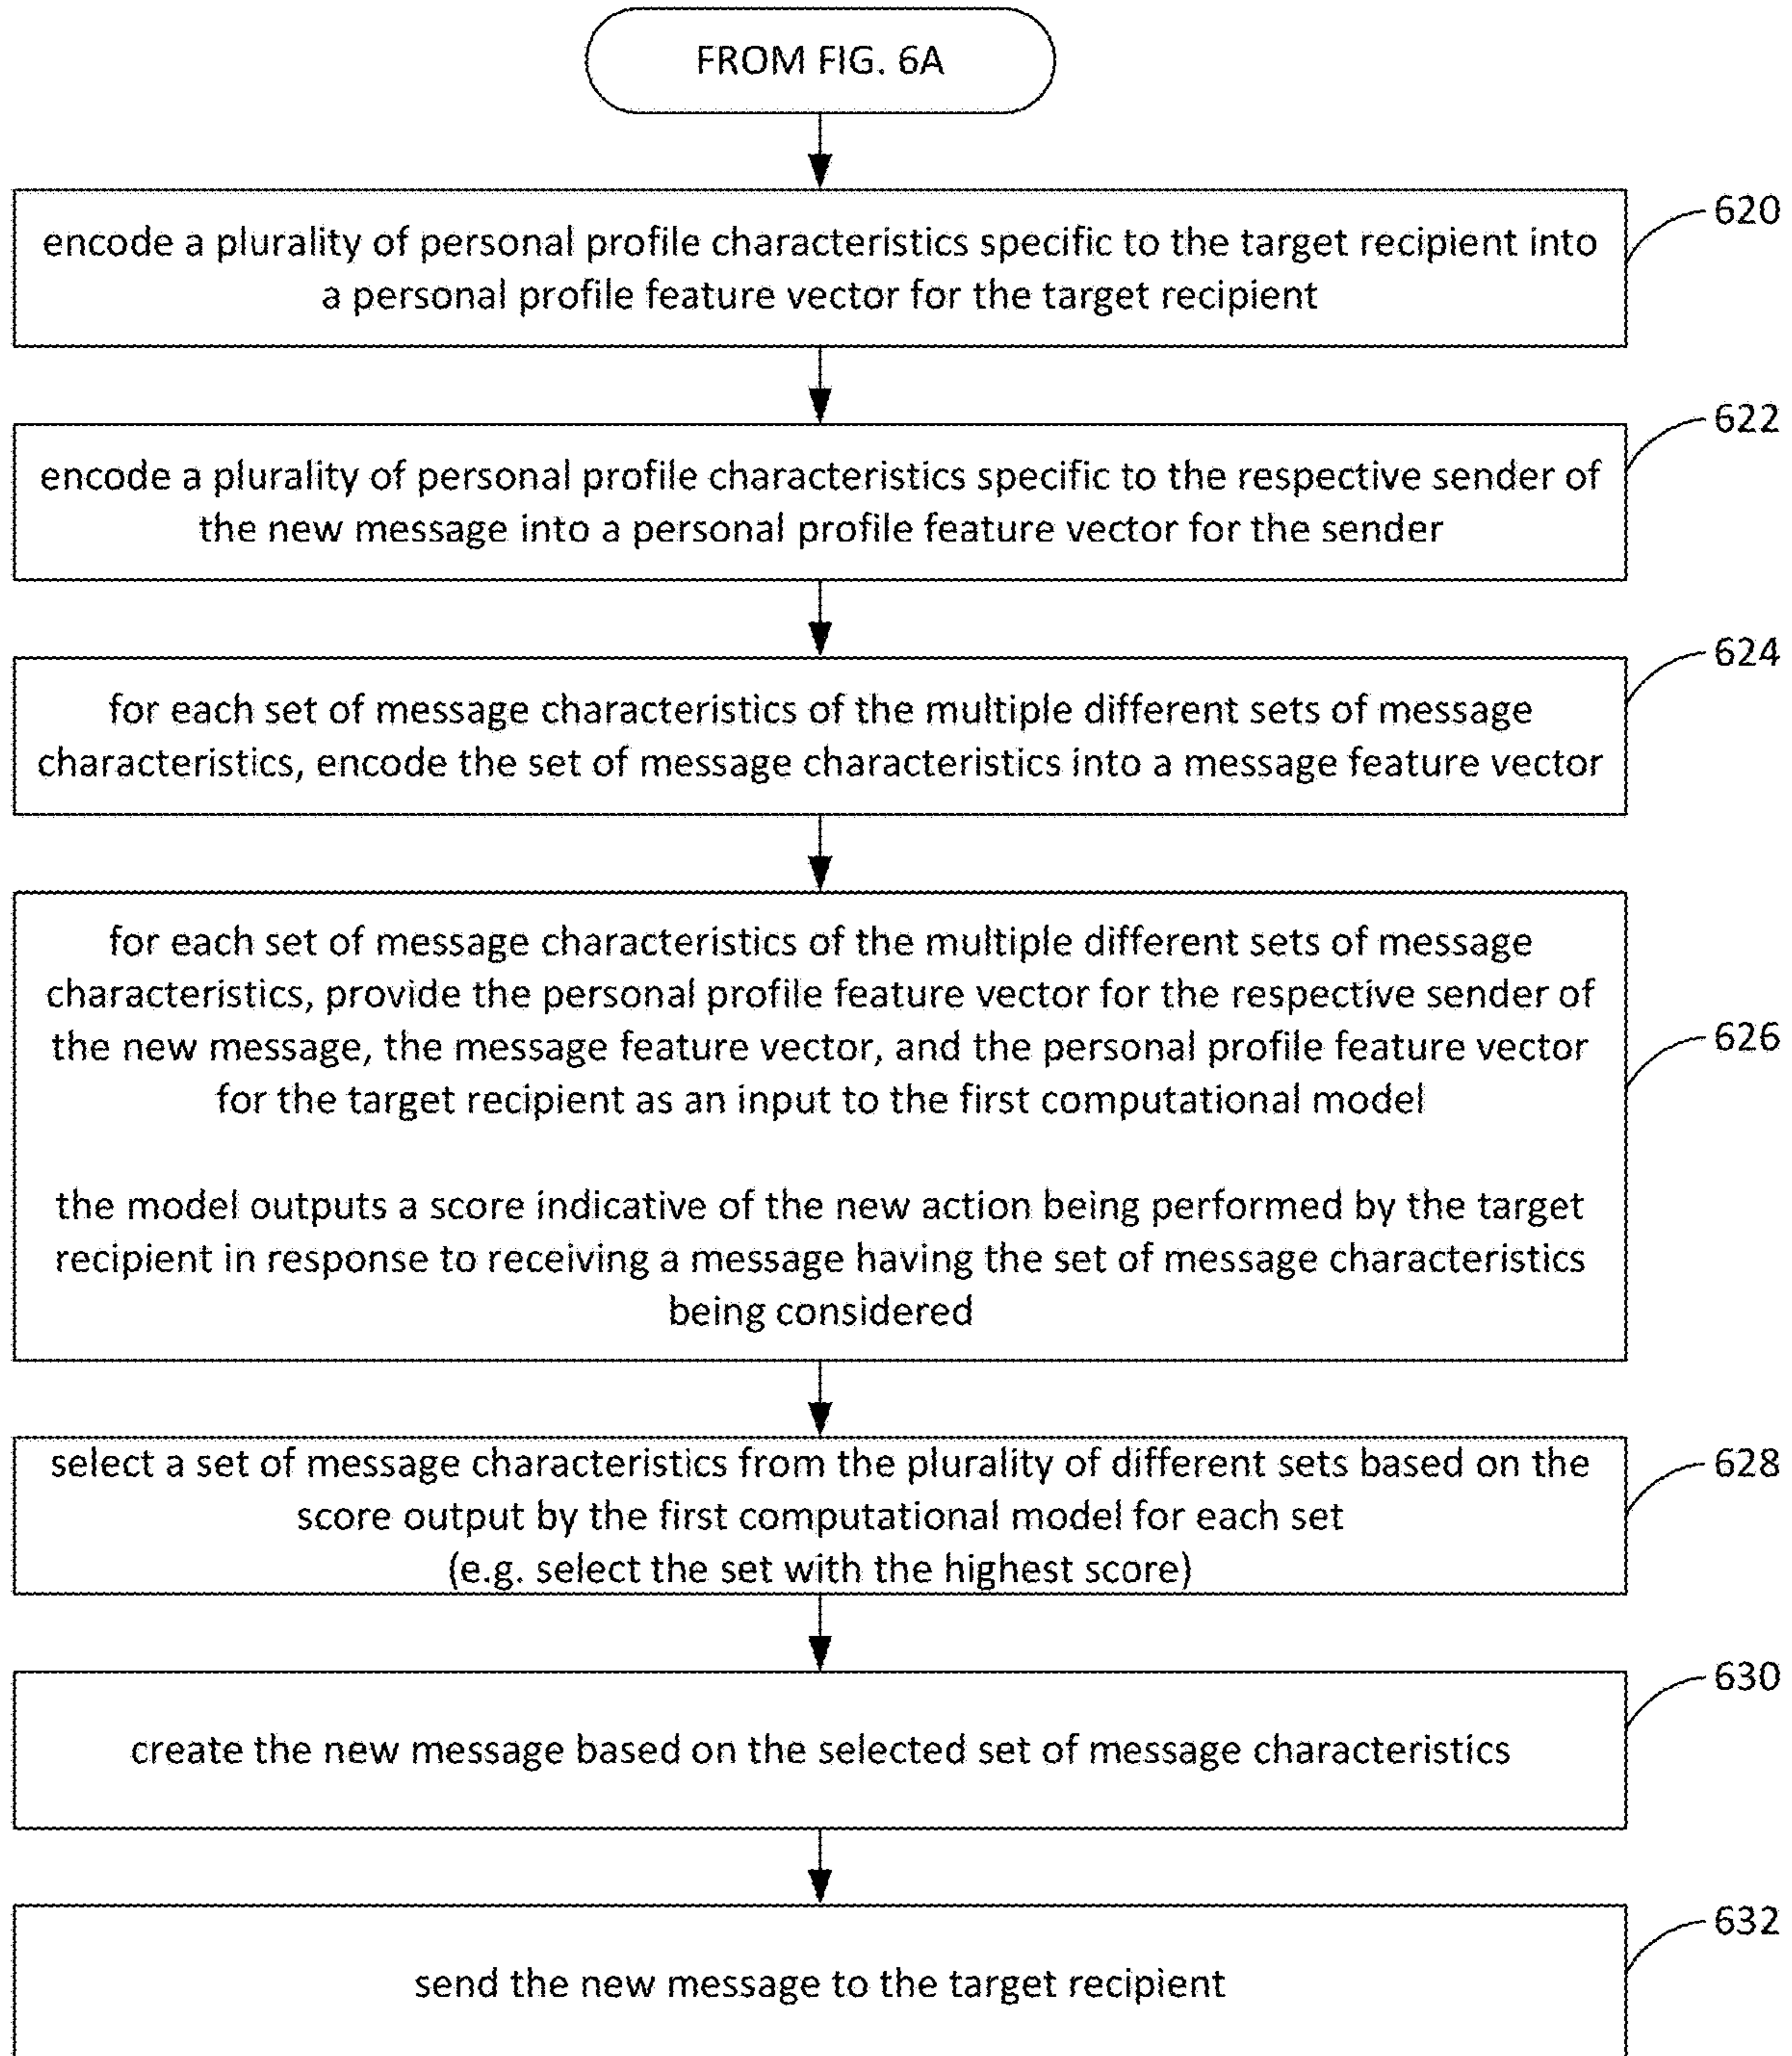 FROM FIG. 6A
620
encode a plurality of personal profile characteristics specific to the target recipient into
a personal profile feature vector for the target recipient
622
encode a plurality of personal profile characteristics specific to the respective sender of
the new message into a personal profile feature vector for the sender
624
for each set of message characteristics of the multiple different sets of message
characteristics, encode the set of message characteristics into a message feature vector
626
for each set of message characteristics of the multiple different sets of message
characteristics, provide the personal profile feature vector for the respective sender of
the new message, the message feature vector, and the personal profile feature vector
for the target recipient as an input to the first computational model
the model outputs a score indicative of the new action being performed by the target
recipient in response to receiving a message having the set of message characteristics
being considered
628
select a set of message characteristics from the plurality of different sets based on the
score output by the first computational model for each set
(e.g. select the set with the highest score)
630
create the new message based on the selected set of message characteristics
632
send the new message to the target recipient